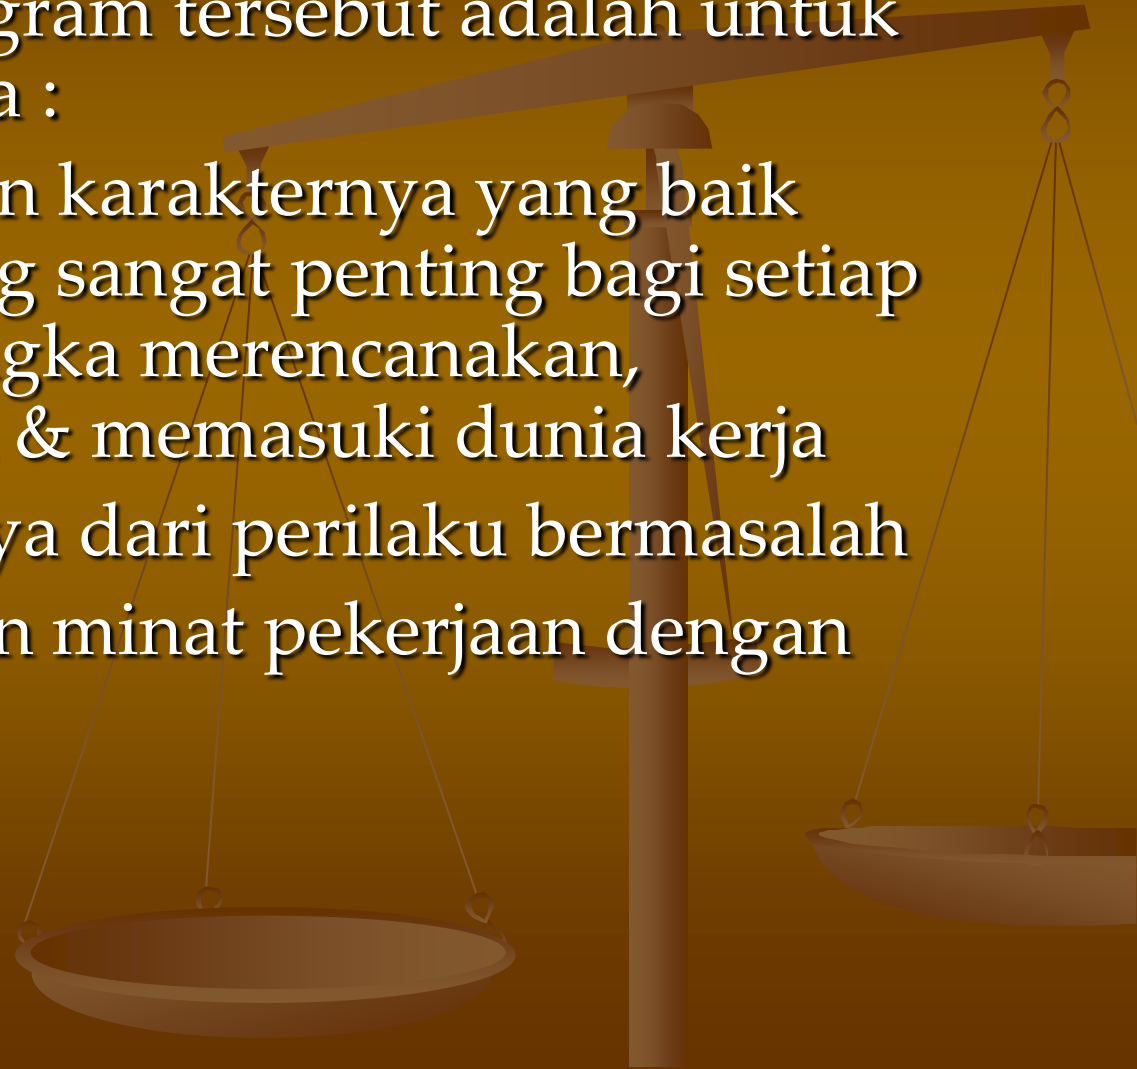 gram tersebut adalah untuk
a :
n karakternya yang baik
g sangat penting bagi setiap
gka merencanakan,
& memasuki dunia kerja
ya dari perilaku bermasalah
n minat pekerjaan dengan